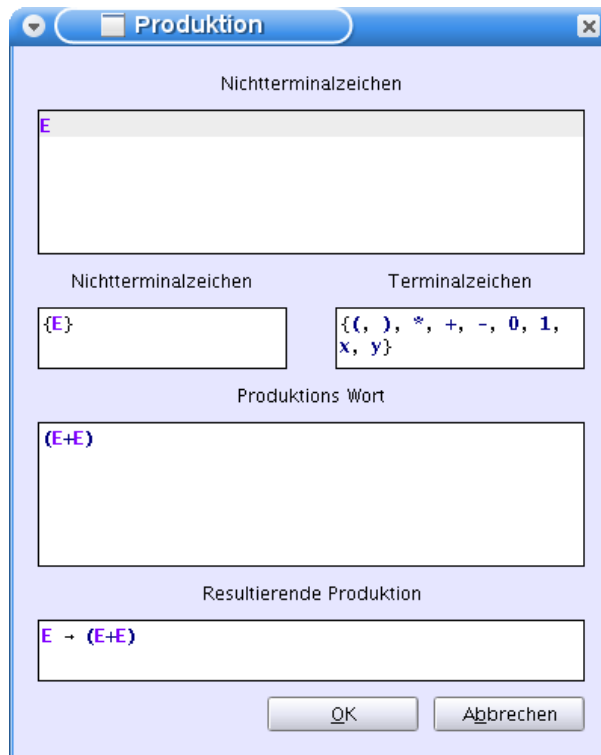 Produktion
Nichtterminalzeichen
E
Nichtterminalzeichen
Terminalzeichen
{E}
{(, ), *, +, -, 0, 1,
x, y}
Produktions Wort
(E+E)
Resultierende Produktion
E → (E+E)
OK
Abbrechen